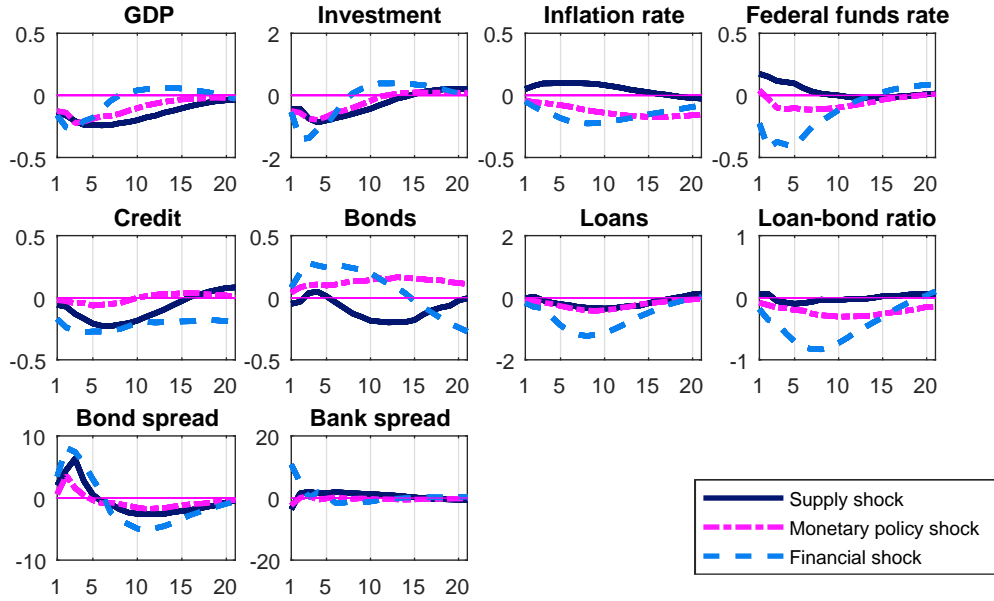 GDP
Investment
Inflation rate
Federal funds rate
0.5
0
-0.5
1 5 10 15 20
2
0
-2
1 5 10 15 20
0.5
0
-0.5
1 5 10 15 20
0.5
0
-0.5
1 5 10 15 20
Credit
Bonds
Loans
Loan-bond ratio
0.5
0
-0.5
1 5 10 15 20
0.5
0
-0.5
1 5 10 15 20
2
0
-2
1 5 10 15 20
1
0
-1
1 5 10 15 20
Bond spread
Bank spread
10
0
-10
1 5 10 15 20
20
0
-20
1 5 10 15 20
Supply shock
Monetary policy shock
Financial shock